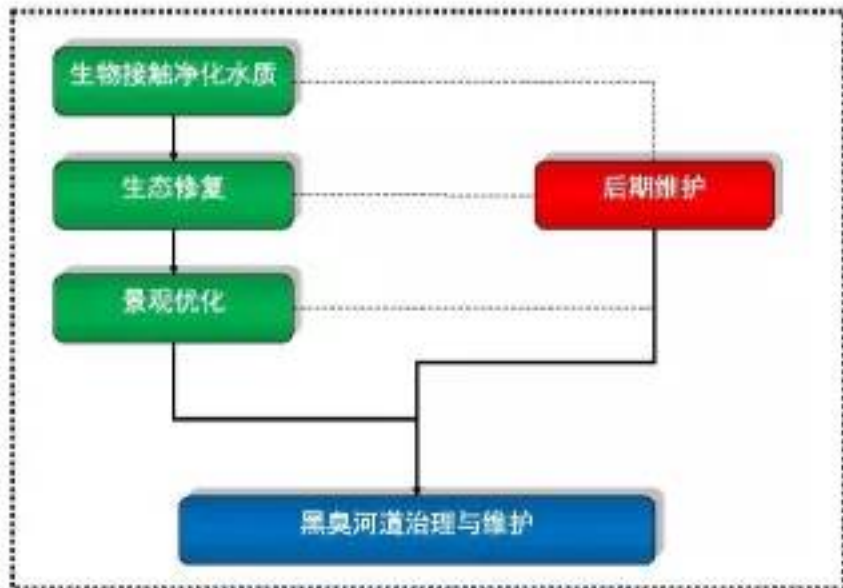 生物接触净化水质
生态修复
后期维护
景观优化
黑臭河道治理与维护